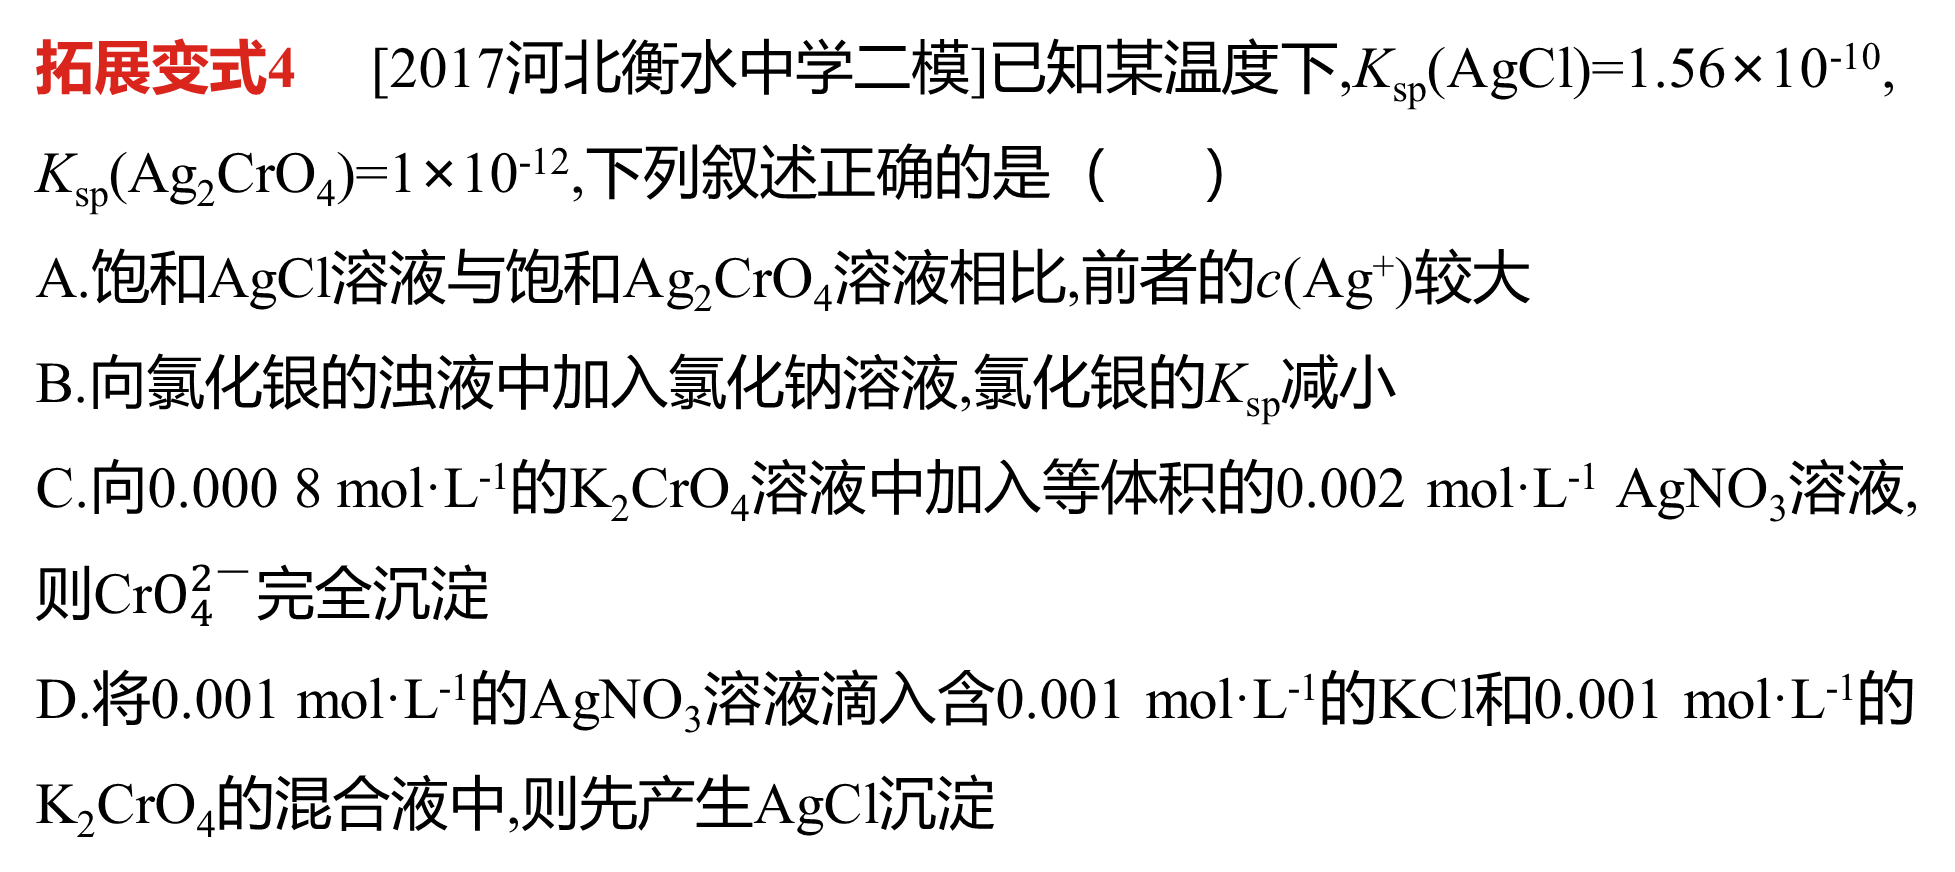 拓展变式4 [2017河北衡水中学二模]已知某温度下,Ksp(AgCl)=1.56×10⁻¹⁰,
Ksp(Ag₂CrO₄)=1×10⁻¹²,下列叙述正确的是（　　）
A.饱和AgCl溶液与饱和Ag₂CrO₄溶液相比,前者的c(Ag⁺)较大
B.向氯化银的浊液中加入氯化钠溶液,氯化银的Ksp减小
C.向0.000 8 mol·L⁻¹的K₂CrO₄溶液中加入等体积的0.002 mol·L⁻¹ AgNO₃溶液,
则CrO₄²⁻完全沉淀
D.将0.001 mol·L⁻¹的AgNO₃溶液滴入含0.001 mol·L⁻¹的KCl和0.001 mol·L⁻¹的
K₂CrO₄的混合液中,则先产生AgCl沉淀